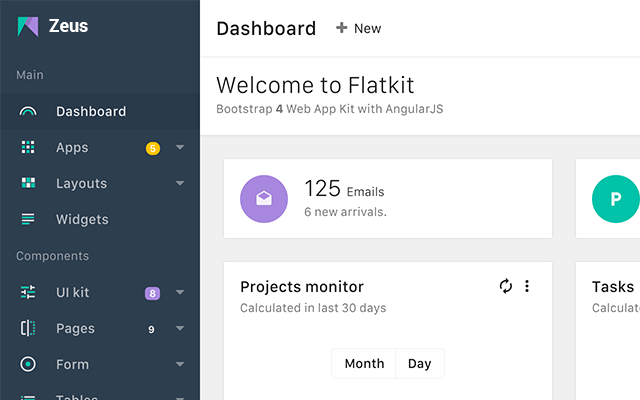 Zeus
Main
Dashboard
Apps 5
Layouts
Widgets
Components
UI kit 8
Pages 9
Form
Tables
Dashboard + New
Welcome to Flatkit
Bootstrap 4 Web App Kit with AngularJS
125 Emails
6 new arrivals.
P
Projects monitor
Calculated in last 30 days
Month Day
Tasks
Calculat